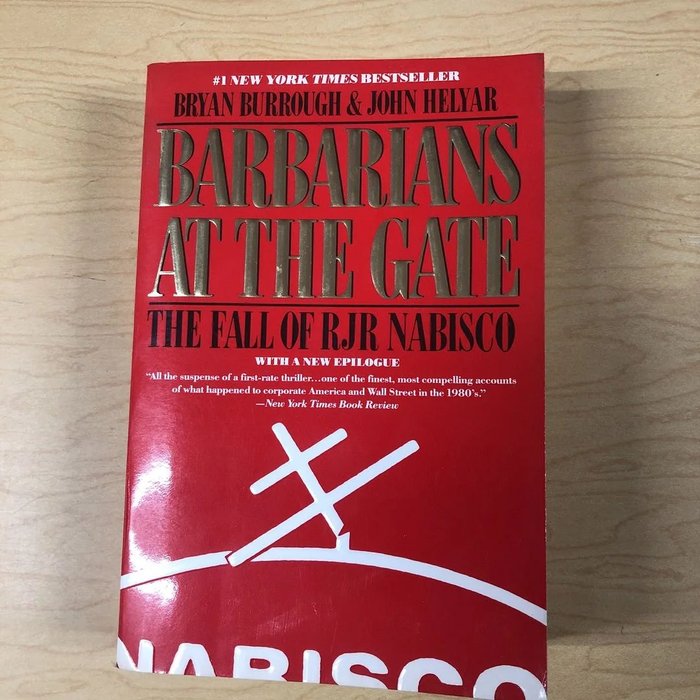 #1 NEW YORK TIMES BESTSELLER
BRYAN BURROUGH & JOHN HELYAR
BARBARIANS
AT THE GATE
THE FALL OF RJR NABISCO
WITH A NEW EPILOGUE
“All the suspense of a first-rate thriller...one of the finest, most compelling accounts
of what happened to corporate America and Wall Street in the 1980's.”
—New York Times Book Review
NABISCO